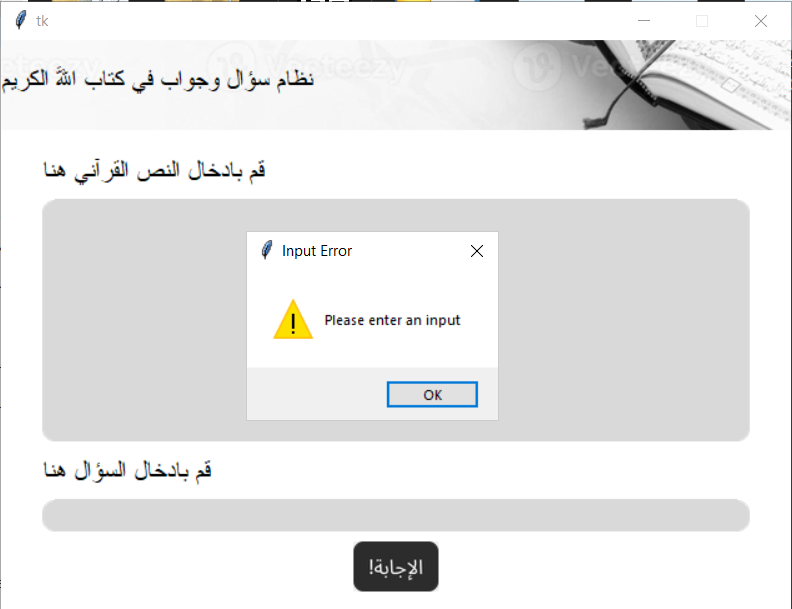 tk
نظام سؤال وجواب في كتاب الله الكريم
قم بادخال النص القرآني هنا
Input Error
Please enter an input
OK
قم بادخال السؤال هنا
الإجابة!